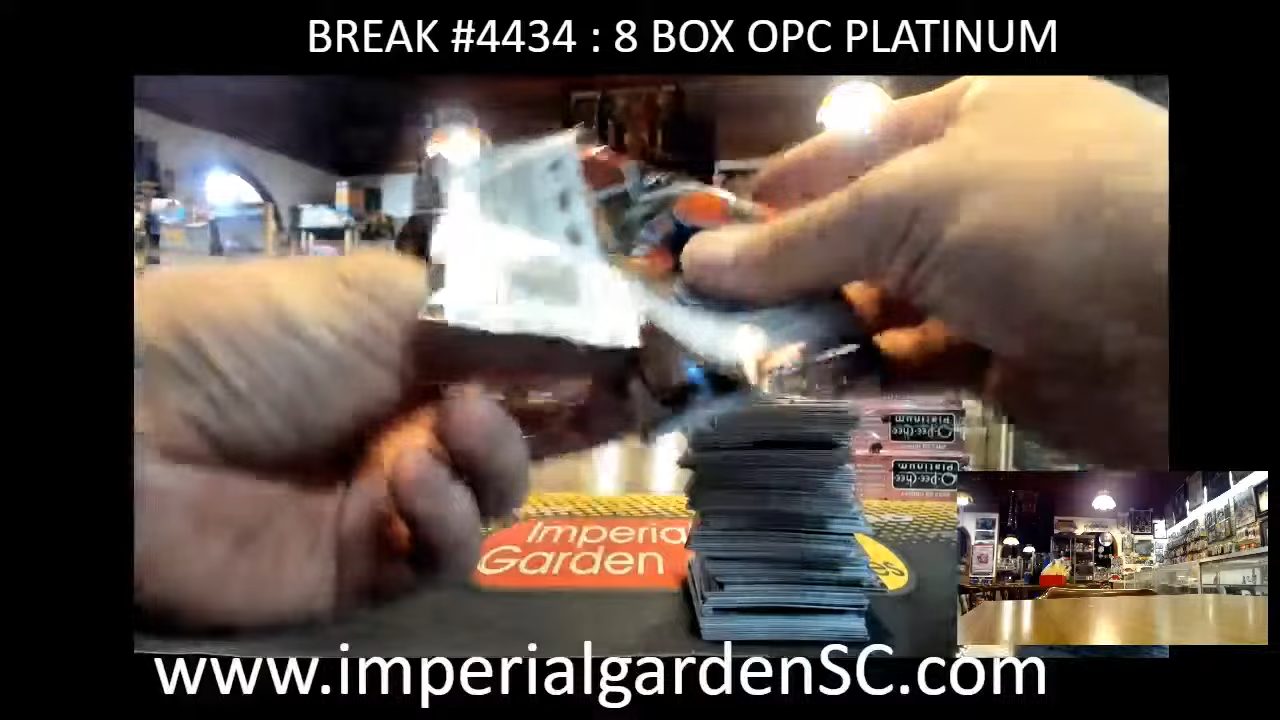 BREAK #4434 : 8 BOX OPC PLATINUM
O-Pee-Chee
Platinum
O-Pee-Chee
Platinum
Imperial
Garden
www.imperialgardenSC.com